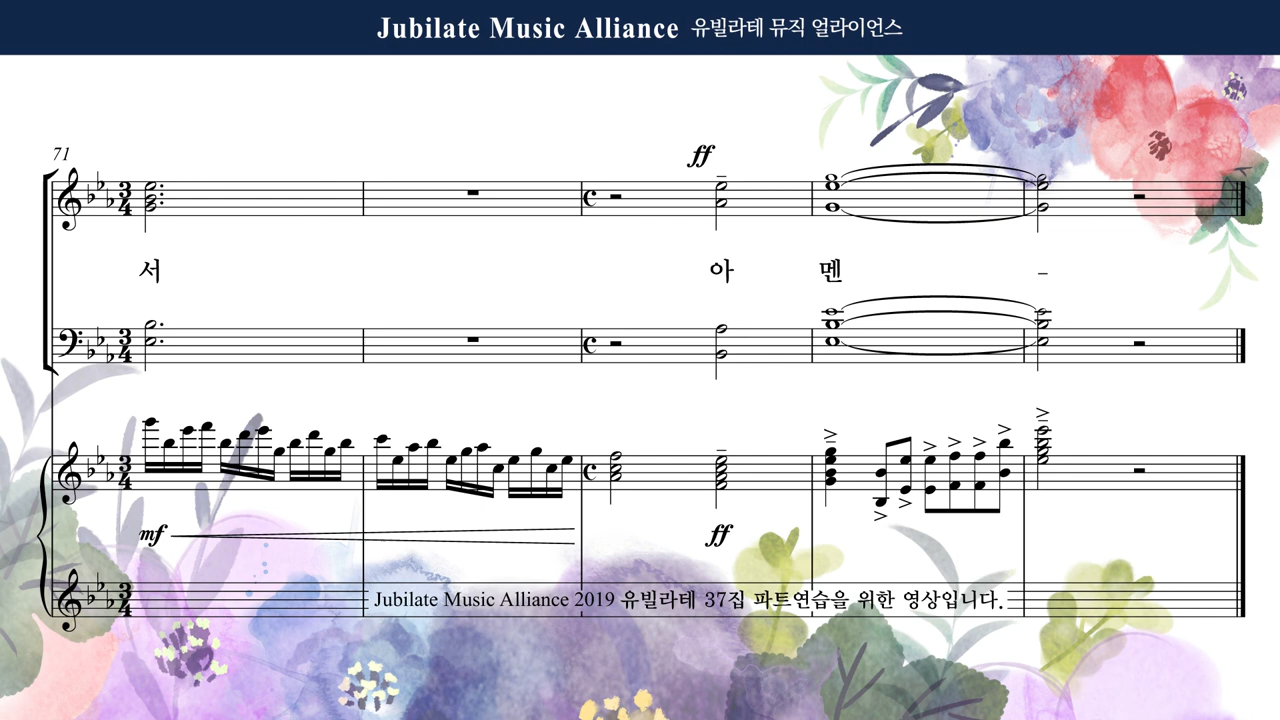 Jubilate Music Alliance 유빌라테 뮤직 얼라이언스
71
ff
서 아 멘 -
mf ff
Jubilate Music Alliance 2019 유빌라테 37집 파트연습을 위한 영상입니다.